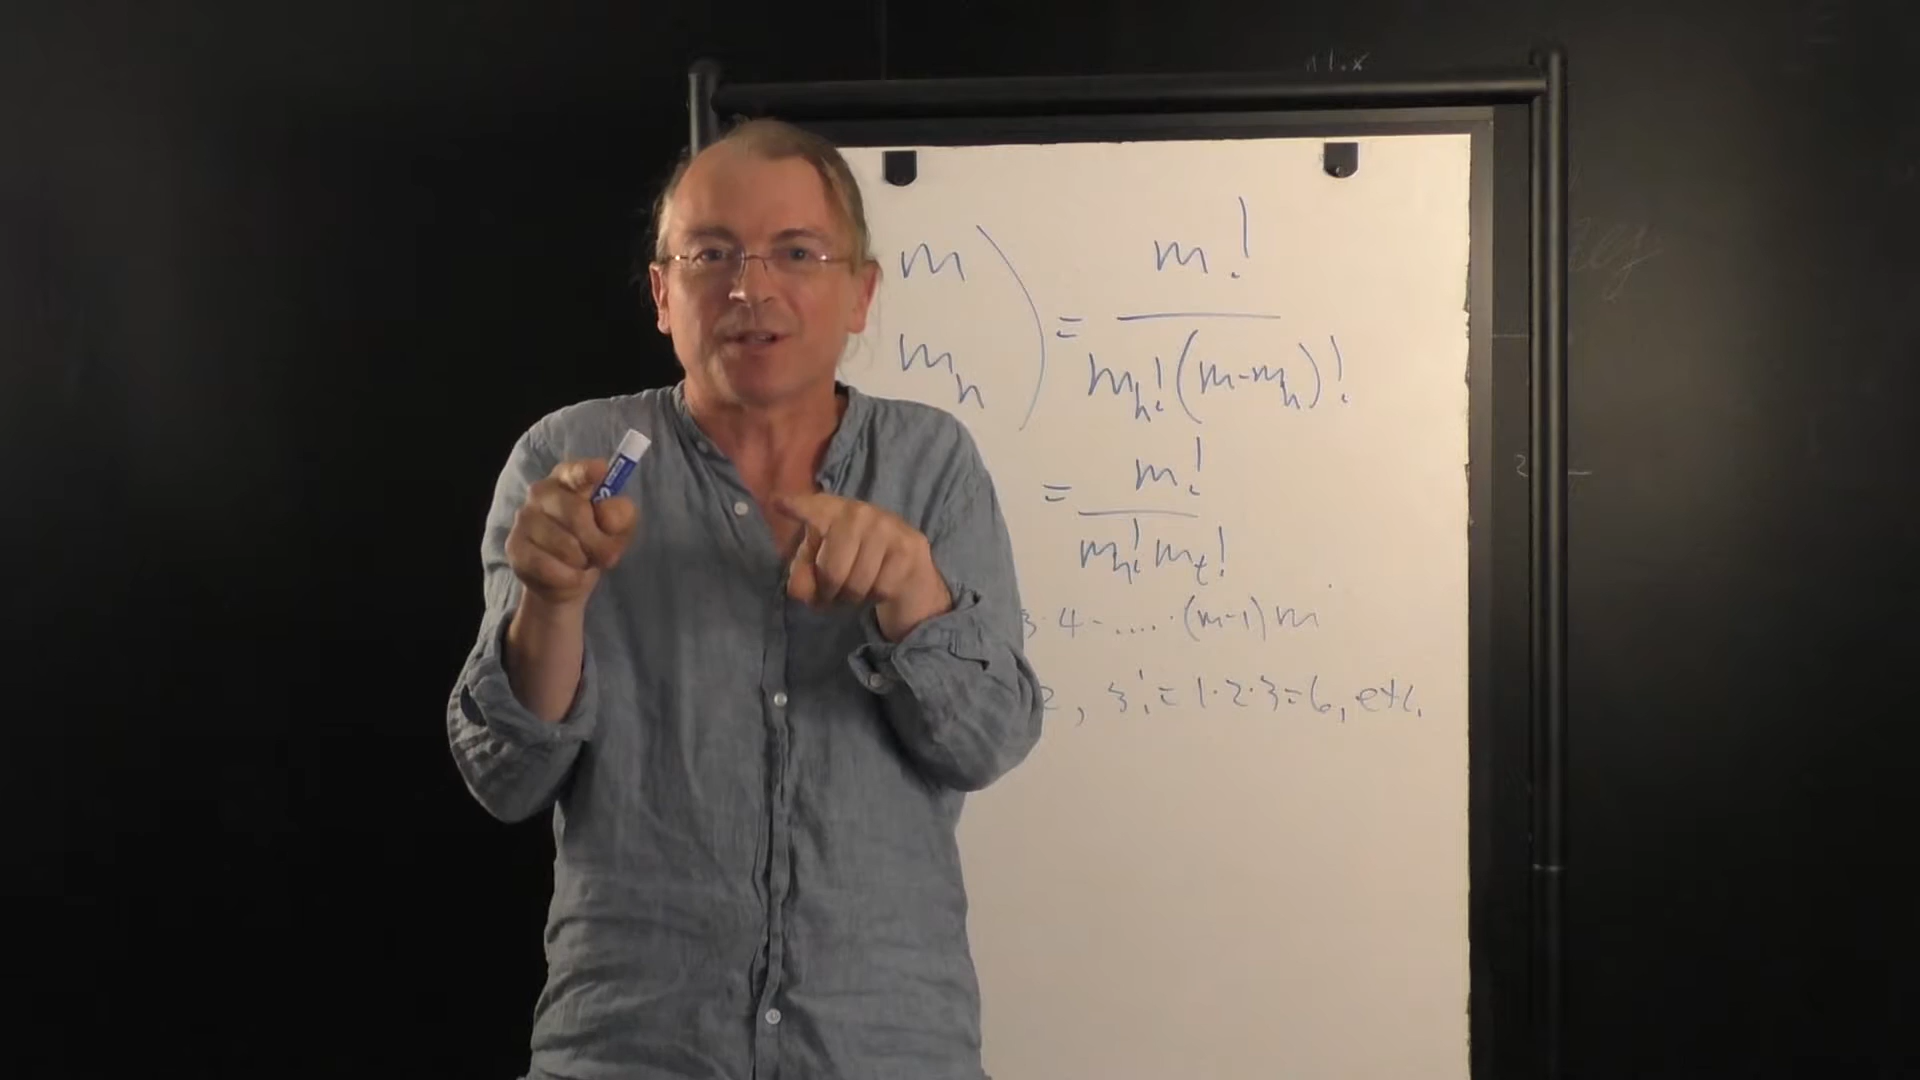 m
m_h ) = m! / m_h!(m-m_h)!
= m! / m_h! m_t!
3·4·....·(m-1)m
2, 3! = 1·2·3=6, etc.